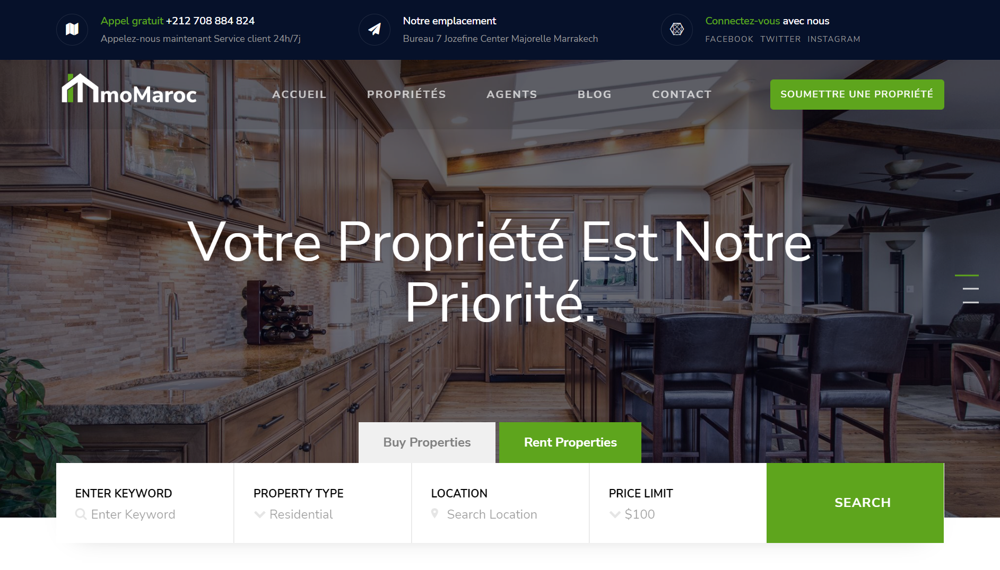 Appel gratuit +212 708 884 824
Appelez-nous maintenant Service client 24h/7j
Notre emplacement
Bureau 7 Jozefine Center Majorelle Marrakech
Connectez-vous avec nous
FACEBOOK TWITTER INSTAGRAM
ImmoMaroc
ACCUEIL PROPRIÉTÉS AGENTS BLOG CONTACT
SOUMETTRE UNE PROPRIÉTÉ
Votre Propriété Est Notre
Priorité.
Buy Properties
Rent Properties
ENTER KEYWORD
Enter Keyword
PROPERTY TYPE
Residential
LOCATION
Search Location
PRICE LIMIT
$100
SEARCH